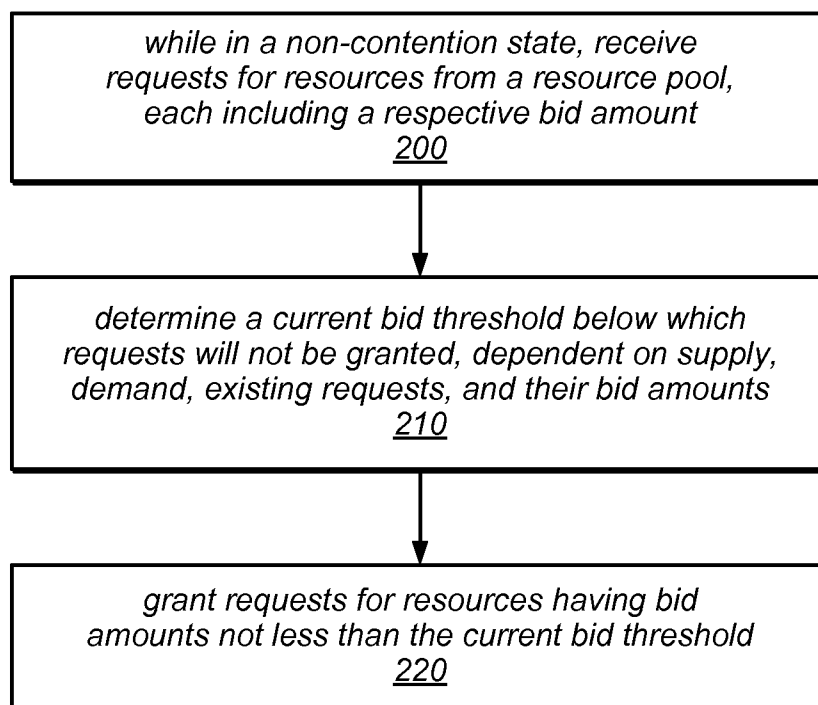 while in a non-contention state, receive
requests for resources from a resource pool,
each including a respective bid amount
200
determine a current bid threshold below which
requests will not be granted, dependent on supply,
demand, existing requests, and their bid amounts
210
grant requests for resources having bid
amounts not less than the current bid threshold
220